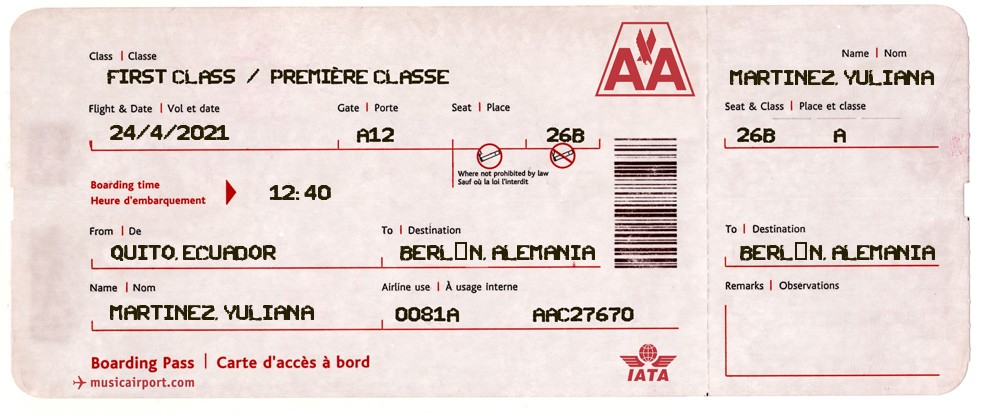 Class | Classe
FIRST CLASS / PREMIÈRE CLASSE
Flight & Date | Vol et date
24/4/2021
Gate | Porte
A12
Seat | Place
26B
Where not prohibited by law
Sauf où la loi l'interdit
Boarding time
Heure d'embarquement
12:40
From | De
QUITO, ECUADOR
To | Destination
BERL□N, ALEMANIA
Name | Nom
MARTINEZ, YULIANA
Airline use | À usage interne
0081A AAC27670
Boarding Pass | Carte d'accès à bord
musicairport.com
AA
IATA
Name | Nom
MARTINEZ, YULIANA
Seat & Class | Place et classe
26B A
To | Destination
BERL□N, ALEMANIA
Remarks | Observations